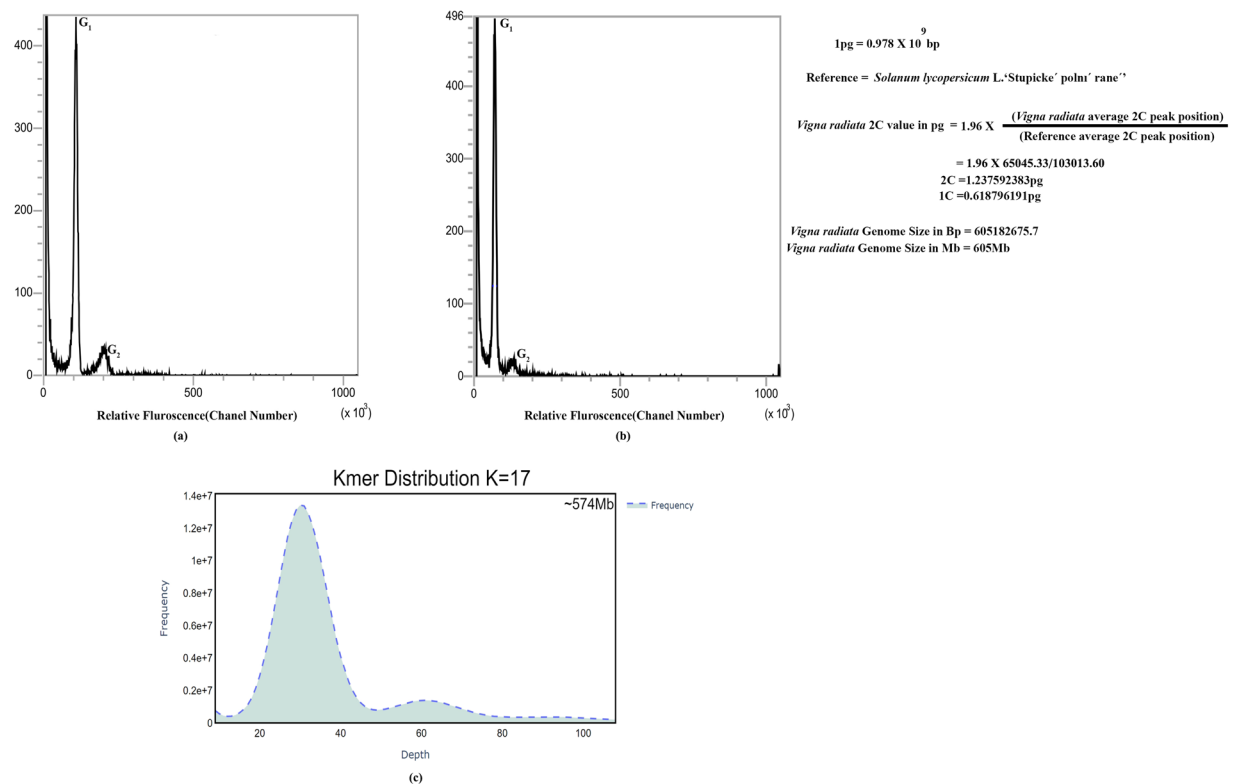 400
300
200
100
0
G1
G2
0
500
1000
(x 10³)
Relative Fluroscence(Chanel Number)
(a)
496
400
300
200
100
0
G1
G2
0
500
1000
(x 10³)
Relative Fluroscence(Chanel Number)
(b)
1pg = 0.978 X 10⁹ bp
Reference = Solanum lycopersicum L.‘Stupicke´ polnı´ rane´’
Vigna radiata 2C value in pg = 1.96 X (Vigna radiata average 2C peak position)
(Reference average 2C peak position)
= 1.96 X 65045.33/103013.60
2C =1.237592383pg
1C =0.618796191pg
Vigna radiata Genome Size in Bp = 605182675.7
Vigna radiata Genome Size in Mb = 605Mb
Kmer Distribution K=17
~574Mb
Frequency
1.4e+7
1.2e+7
1e+7
0.8e+7
0.6e+7
0.4e+7
0.2e+7
0
Frequency
20
40
60
80
100
Depth
(c)